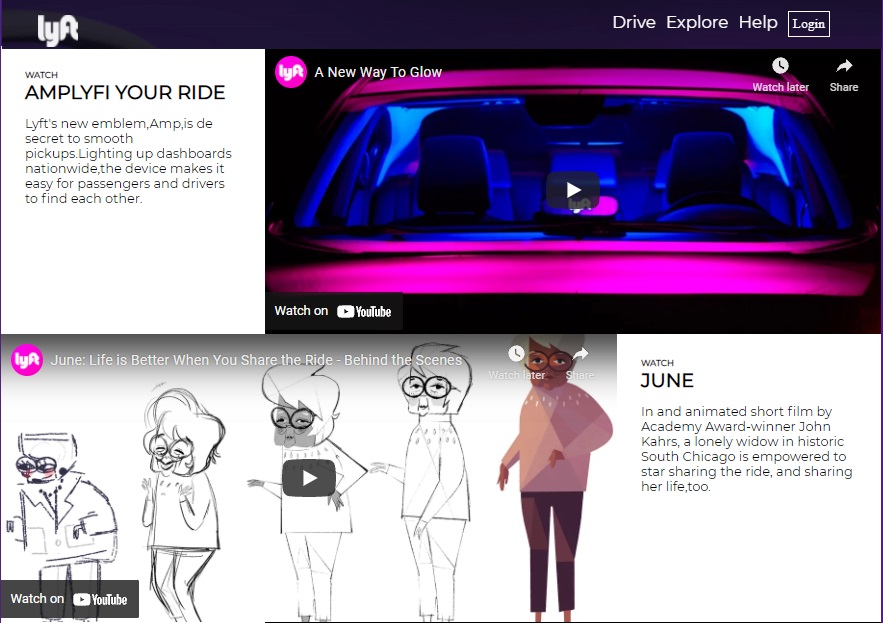 lyft
Drive Explore Help Login
WATCH
AMPLYFI YOUR RIDE
Lyft's new emblem,Amp,is de
secret to smooth
pickups.Lighting up dashboards
nationwide,the device makes it
easy for passengers and drivers
to find each other.
lyft A New Way To Glow
Watch later Share
lyft
Watch on YouTube
lyft June: Life is Better When You Share the Ride - Behind the Scenes
Watch later Share
Watch on YouTube
WATCH
JUNE
In and animated short film by
Academy Award-winner John
Kahrs, a lonely widow in historic
South Chicago is empowered to
star sharing the ride, and sharing
her life,too.